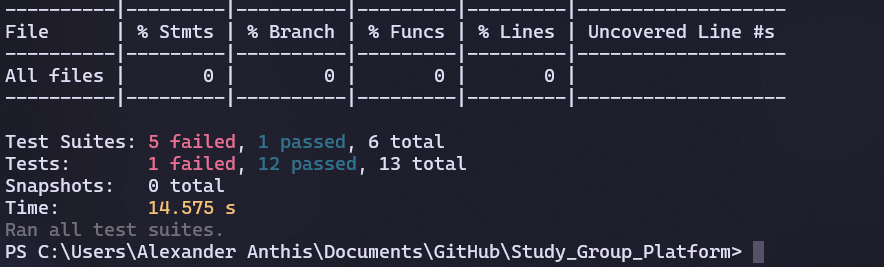 ----------|---------|----------|---------|---------|-------------------
File      | % Stmts | % Branch | % Funcs | % Lines | Uncovered Line #s
----------|---------|----------|---------|---------|-------------------
All files |       0 |        0 |       0 |       0 |
----------|---------|----------|---------|---------|-------------------
Test Suites: 5 failed, 1 passed, 6 total
Tests:       1 failed, 12 passed, 13 total
Snapshots:   0 total
Time:        14.575 s
Ran all test suites.
PS C:\Users\Alexander Anthis\Documents\GitHub\Study_Group_Platform>